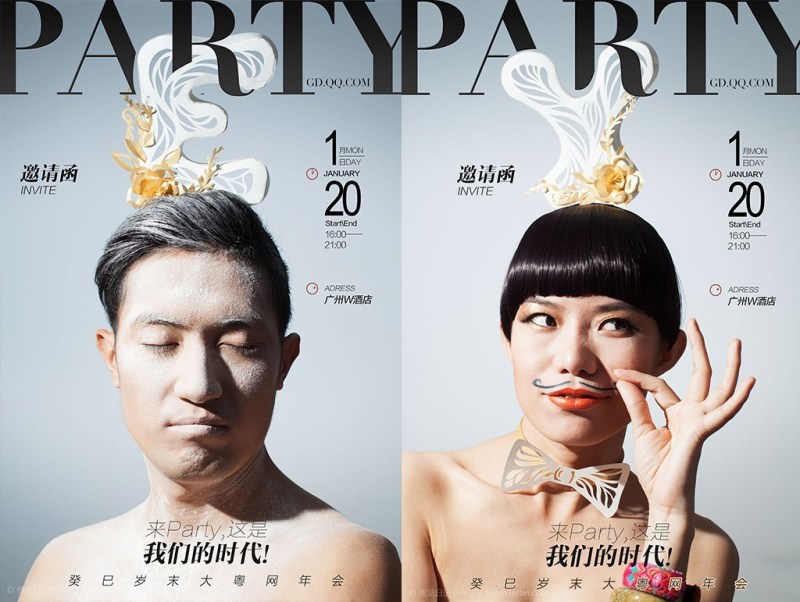 PARTY
GD.QQ.COM
E
邀请函
INVITE
1
月MON
日DAY
JANUARY
20
Start\End
16:00—
21:00
ADRESS
广州W酒店
来Party,这是
我们的时代!
癸巳岁末大粤网年会
PARTY
GD.QQ.COM
Y
邀请函
INVITE
1
月MON
日DAY
JANUARY
20
Start\End
16:00—
21:00
ADRESS
广州W酒店
来Party,这是
我们的时代!
癸巳岁末大粤网年会